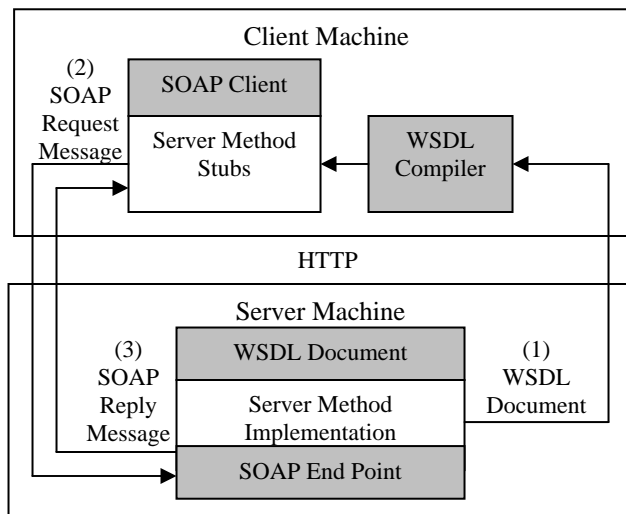 Client Machine
(2)
SOAP
Request
Message
SOAP Client
Server Method
Stubs
WSDL
Compiler
HTTP
Server Machine
(3)
SOAP
Reply
Message
WSDL Document
Server Method
Implementation
SOAP End Point
(1)
WSDL
Document